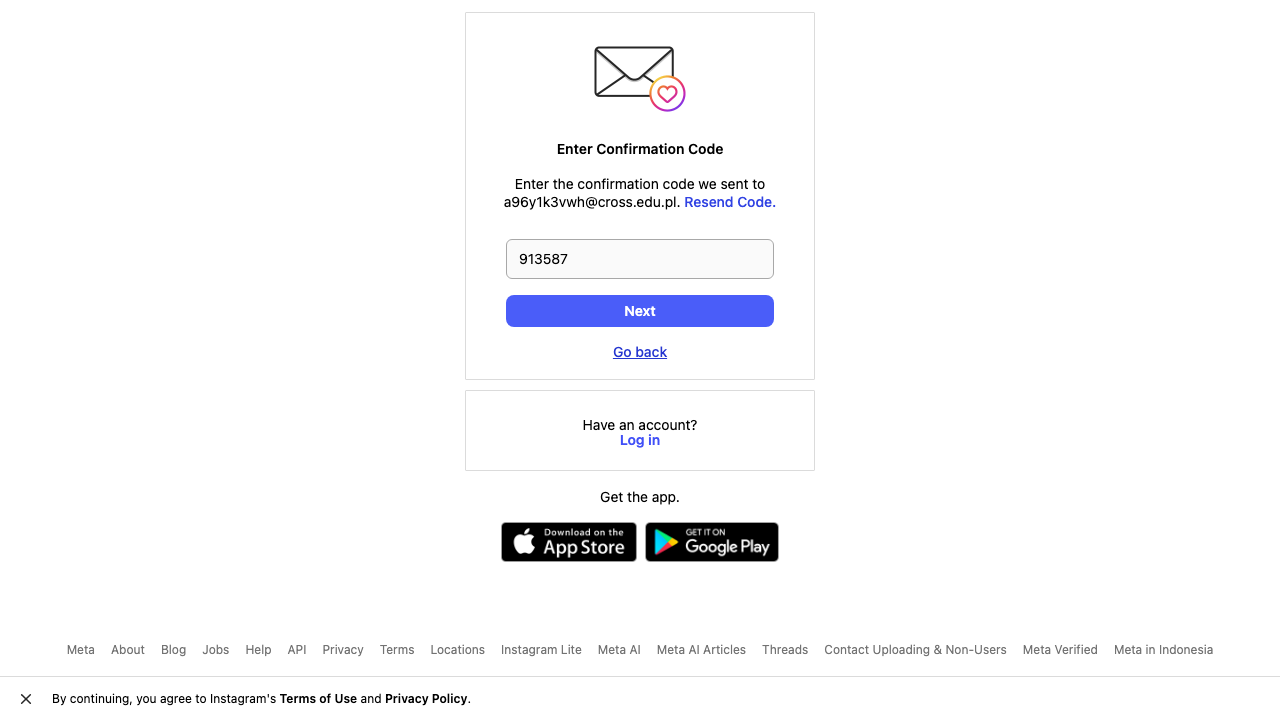 Enter Confirmation Code
Enter the confirmation code we sent to
a96y1k3vwh@cross.edu.pl. Resend Code.
913587
Next
Go back
Have an account?
Log in
Get the app.
Download on the
App Store
GET IT ON
Google Play
Meta About Blog Jobs Help API Privacy Terms Locations Instagram Lite Meta AI Meta AI Articles Threads Contact Uploading & Non-Users Meta Verified Meta in Indonesia
By continuing, you agree to Instagram's Terms of Use and Privacy Policy.